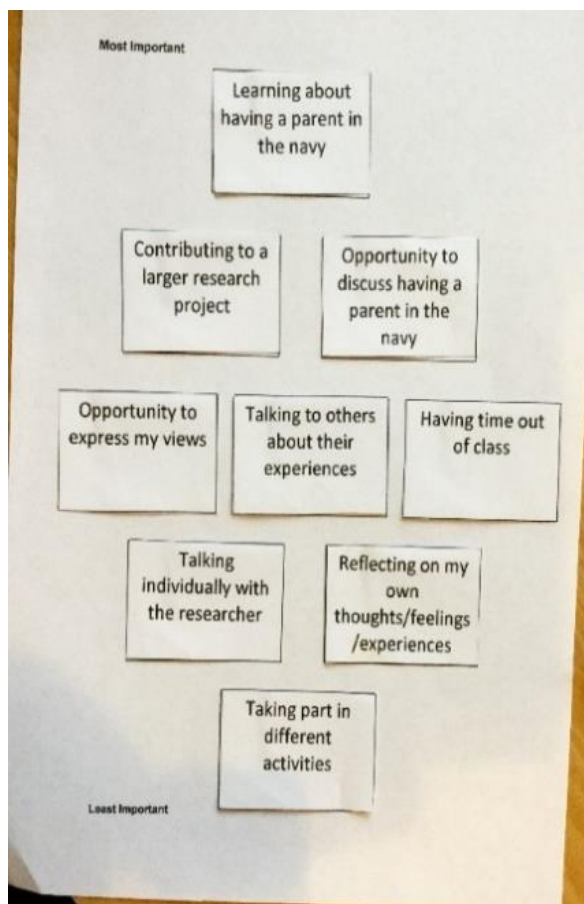 Most Important
Learning about
having a parent in
the navy
Contributing to a
larger research
project
Opportunity to
discuss having a
parent in the
navy
Opportunity to
express my views
Talking to others
about their
experiences
Having time out
of class
Talking
individually with
the researcher
Reflecting on my
own
thoughts/feelings
/experiences
Taking part in
different
activities
Least Important